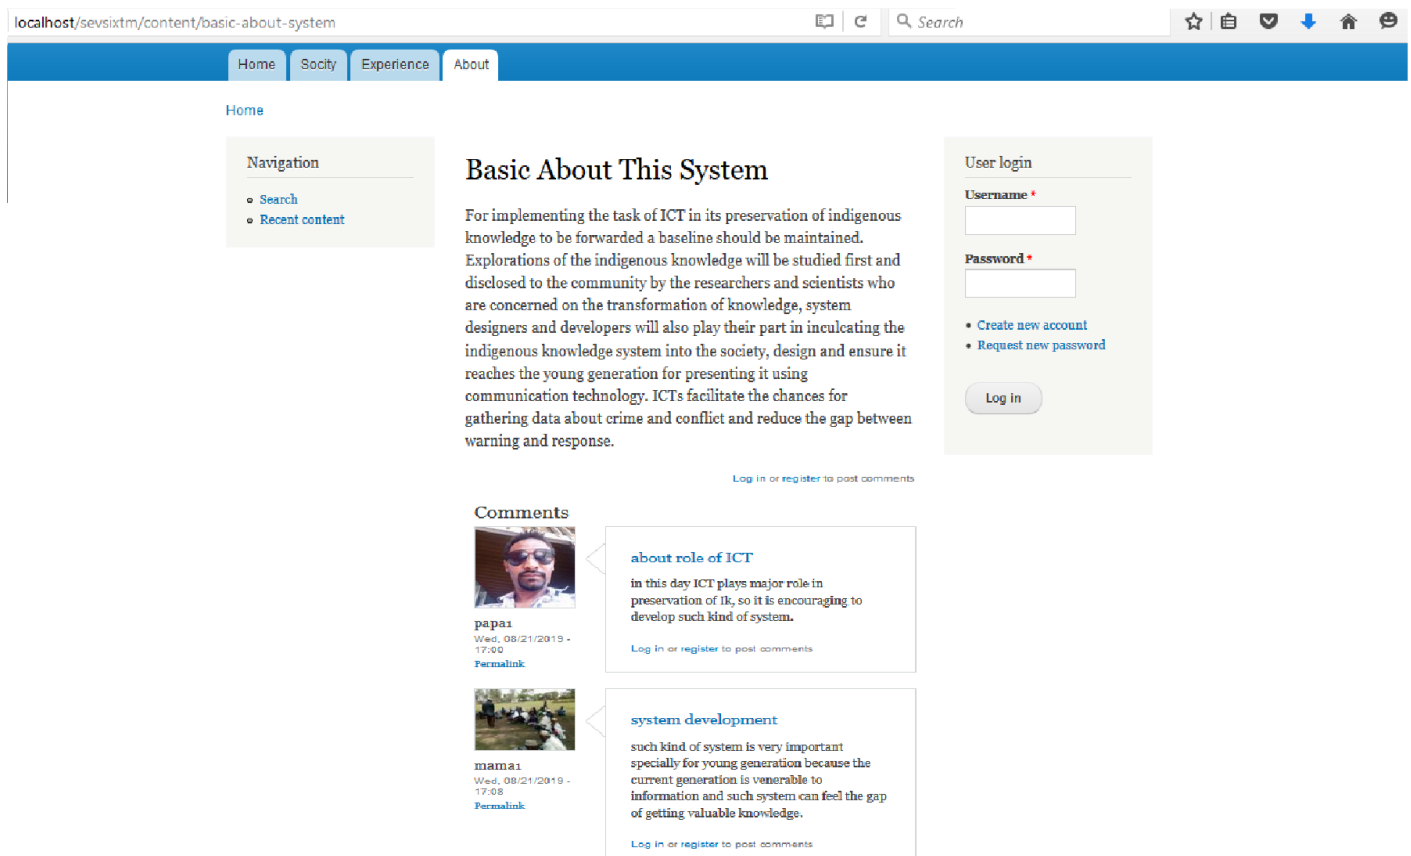 localhost/sevsixtm/content/basic-about-system
Search
Home Socity Experience About
Home
Navigation
Search
Recent content
Basic About This System
For implementing the task of ICT in its preservation of indigenous
knowledge to be forwarded a baseline should be maintained.
Explorations of the indigenous knowledge will be studied first and
disclosed to the community by the researchers and scientists who
are concerned on the transformation of knowledge, system
designers and developers will also play their part in inculcating the
indigenous knowledge system into the society, design and ensure it
reaches the young generation for presenting it using
communication technology. ICTs facilitate the chances for
gathering data about crime and conflict and reduce the gap between
warning and response.
Log in or register to post comments
User login
Username *
Password *
Create new account
Request new password
Log in
Comments
papa1
Wed, 08/21/2019 -
17:00
Permalink
about role of ICT
in this day ICT plays major role in
preservation of Ik, so it is encouraging to
develop such kind of system.
Log in or register to post comments
mama1
Wed, 08/21/2019 -
17:08
Permalink
system development
such kind of system is very important
specially for young generation because the
current generation is venerable to
information and such system can feel the gap
of getting valuable knowledge.
Log in or register to post comments